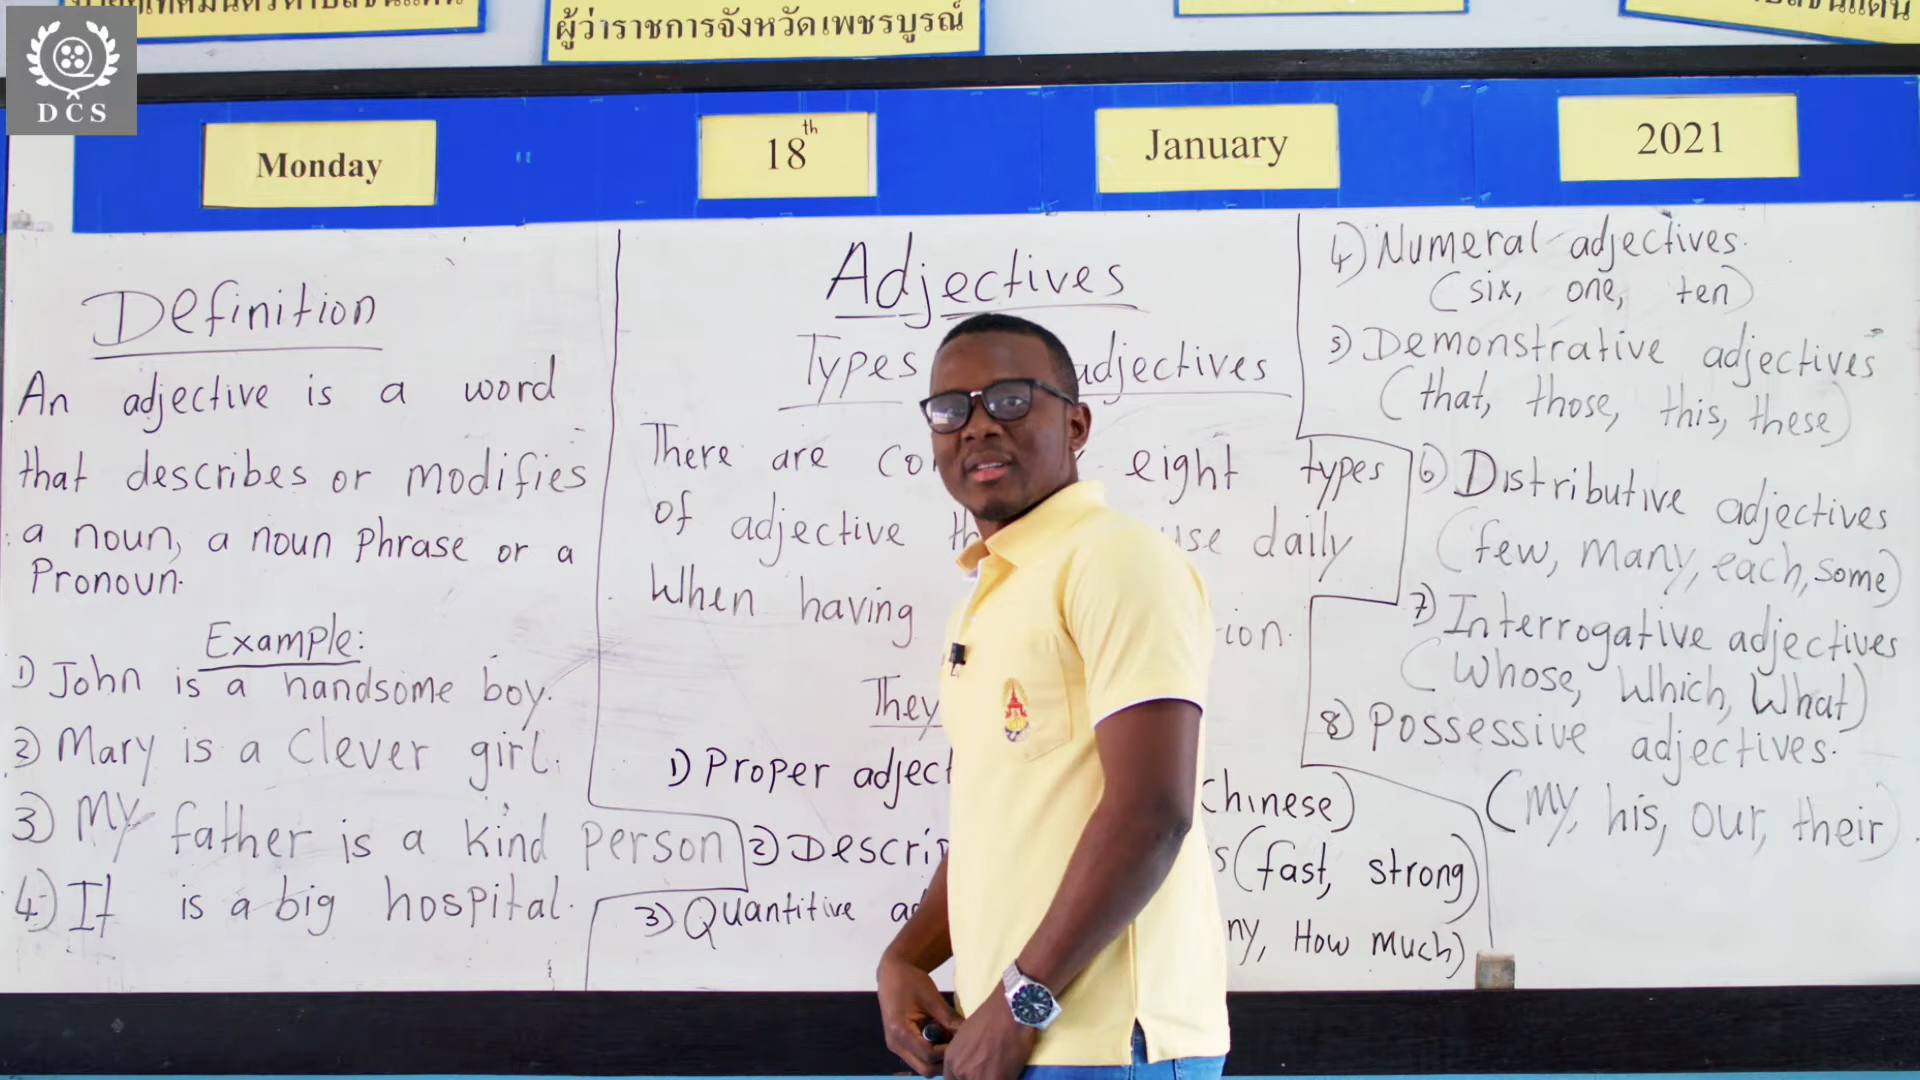 ผู้ว่าราชการจังหวัดเพชรบูรณ์
DCS
Monday 18th January 2021
Definition
An adjective is a word
that describes or modifies
a noun, a noun phrase or a
Pronoun.
Example:
1) John is a handsome boy.
2) Mary is a Clever girl.
3) My father is a kind person
4) It is a big hospital.
Adjectives
Types adjectives
There are eight types
of adjective use daily
When having
They
1) Proper Chinese)
2) (fast, strong)
3) Quantitive How much)
4) Numeral adjectives.
(six, one, ten)
5) Demonstrative adjectives
(that, those, this, these)
6) Distributive adjectives
(few, many, each, some)
7) Interrogative adjectives
(Whose, Which, What)
8) Possessive adjectives.
(My, his, our, their)